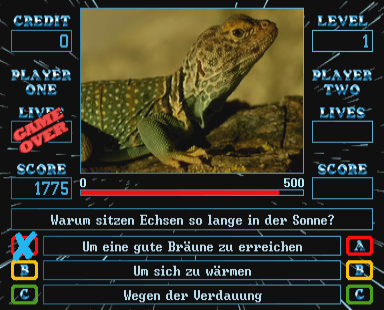 CREDIT
0
LEVEL
1
PLAYER
ONE
PLAYER
TWO
LIVES
GAME
OVER
LIVES
SCORE
1775
SCORE
0
500
Warum sitzen Echsen so lange in der Sonne?
Um eine gute Bräune zu erreichen
A
B
Um sich zu wärmen
B
C
Wegen der Verdauung
C